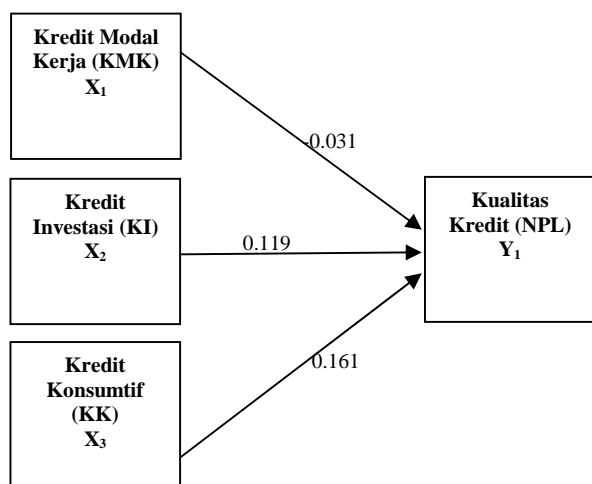 Kredit Modal
Kerja (KMK)
X₁
-0.031
Kredit
Investasi (KI)
X₂
0.119
Kualitas
Kredit (NPL)
Y₁
Kredit
Konsumtif
(KK)
X₃
0.161